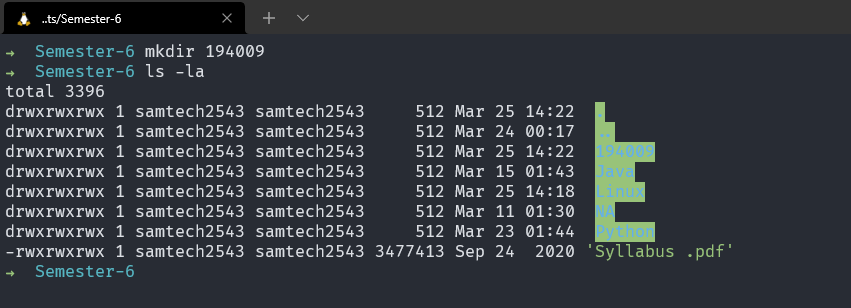 ..ts/Semester-6
→ Semester-6 mkdir 194009
→ Semester-6 ls -la
total 3396
drwxrwxrwx 1 samtech2543 samtech2543     512 Mar 25 14:22  .
drwxrwxrwx 1 samtech2543 samtech2543     512 Mar 24 00:17  ..
drwxrwxrwx 1 samtech2543 samtech2543     512 Mar 25 14:22  194009
drwxrwxrwx 1 samtech2543 samtech2543     512 Mar 15 01:43  Java
drwxrwxrwx 1 samtech2543 samtech2543     512 Mar 25 14:18  Linux
drwxrwxrwx 1 samtech2543 samtech2543     512 Mar 11 01:30  NA
drwxrwxrwx 1 samtech2543 samtech2543     512 Mar 23 01:44  Python
-rwxrwxrwx 1 samtech2543 samtech2543 3477413 Sep 24  2020 'Syllabus .pdf'
→ Semester-6